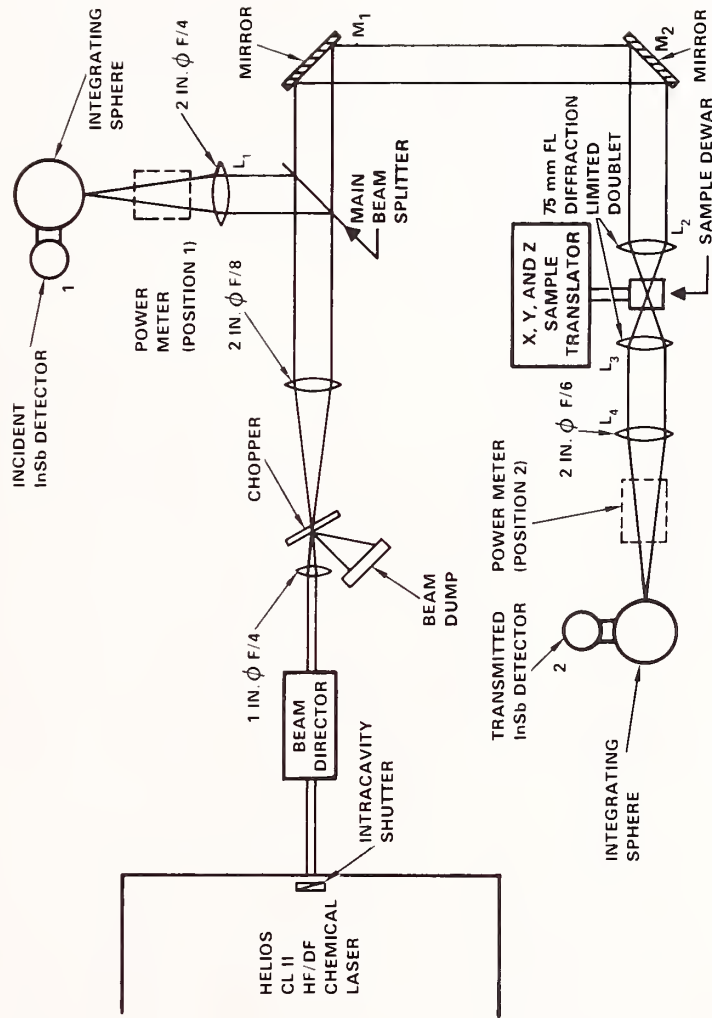 HELIOS
CL II
HF/DF
CHEMICAL
LASER
INTRACAVITY
SHUTTER
BEAM
DIRECTOR
1 IN. ϕ F/4
BEAM
DUMP
CHOPPER
2 IN. ϕ F/8
INCIDENT
InSb DETECTOR
1
INTEGRATING
SPHERE
POWER
METER
(POSITION 1)
2 IN. ϕ F/4
L1
MAIN
BEAM
SPLITTER
MIRROR
M1
M2
MIRROR
75 mm FL
DIFFRACTION
LIMITED
DOUBLET
L2
SAMPLE DEWAR
X, Y, AND Z
SAMPLE
TRANSLATOR
L3
L4
2 IN. ϕ F/6
POWER METER
(POSITION 2)
TRANSMITTED
InSb DETECTOR
2
INTEGRATING
SPHERE